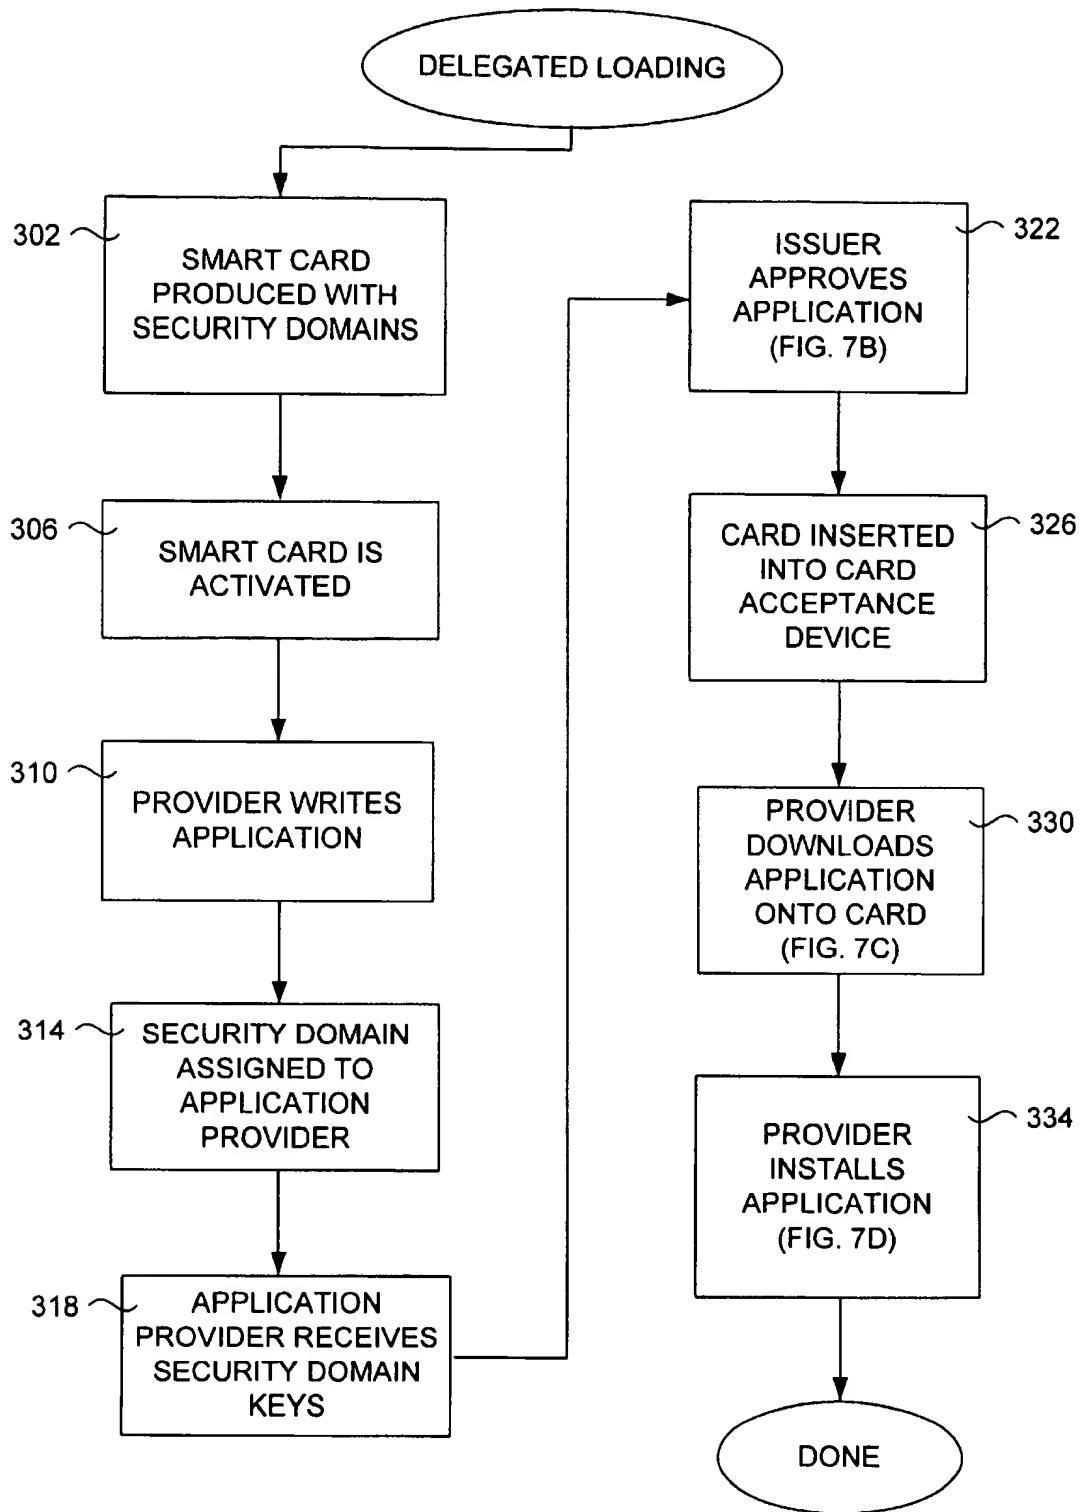 DELEGATED LOADING
302
SMART CARD
PRODUCED WITH
SECURITY DOMAINS
306
SMART CARD IS
ACTIVATED
310
PROVIDER WRITES
APPLICATION
314
SECURITY DOMAIN
ASSIGNED TO
APPLICATION
PROVIDER
318
APPLICATION
PROVIDER RECEIVES
SECURITY DOMAIN
KEYS
322
ISSUER
APPROVES
APPLICATION
(FIG. 7B)
326
CARD INSERTED
INTO CARD
ACCEPTANCE
DEVICE
330
PROVIDER
DOWNLOADS
APPLICATION
ONTO CARD
(FIG. 7C)
334
PROVIDER
INSTALLS
APPLICATION
(FIG. 7D)
DONE